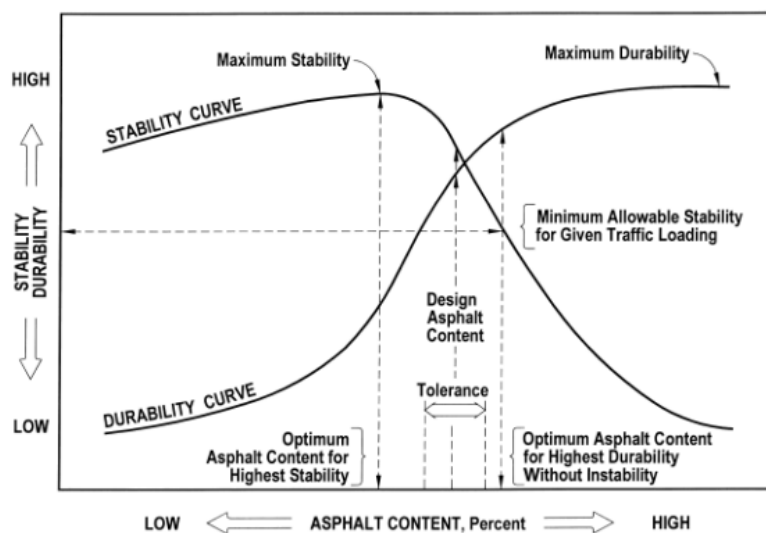 Maximum Stability
Maximum Durability
HIGH
STABILITY CURVE
STABILITY
DURABILITY
Minimum Allowable Stability
for Given Traffic Loading
Design
Asphalt
Content
Tolerance
DURABILITY CURVE
LOW
Optimum
Asphalt Content for
Highest Stability
Optimum Asphalt Content
for Highest Durability
Without Instability
LOW
ASPHALT CONTENT, Percent
HIGH